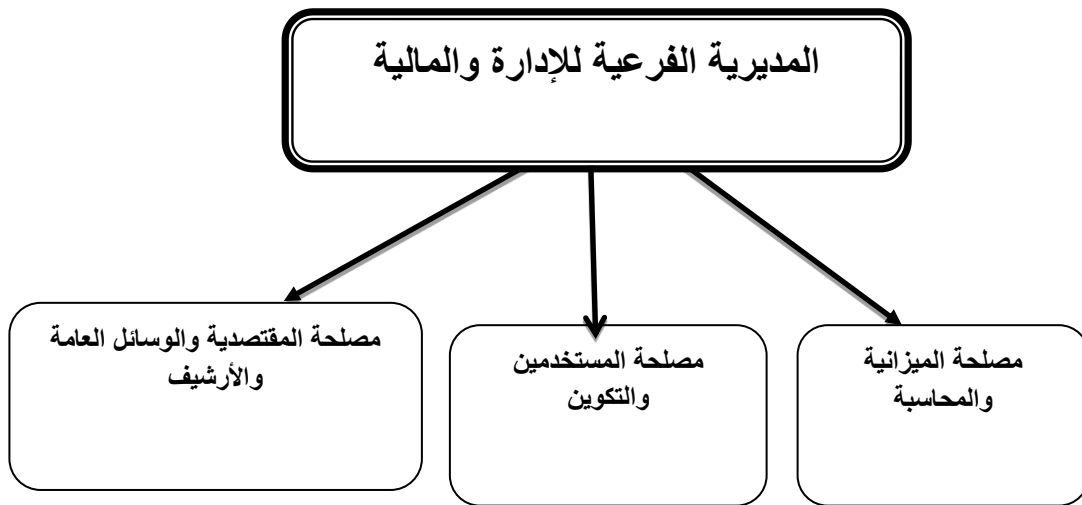 المديرية الفرعية للإدارة والمالية
مصلحة الميزانية
والمحاسبة
مصلحة المستخدمين
والتكوين
مصلحة المقتصدية والوسائل العامة
والأرشيف